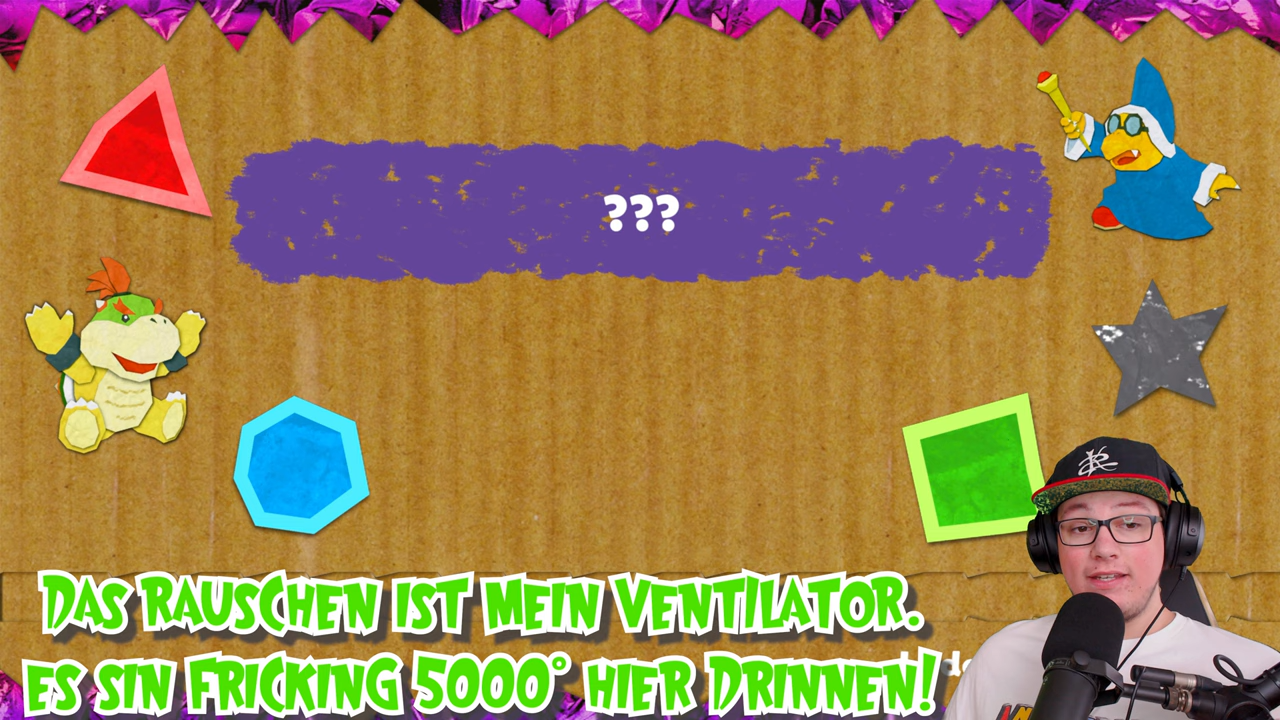 ???
DAS RAUSCHEN IST MEIN VENTILATOR.
ES SIN FRICKING 5000° HIER DRINNEN!